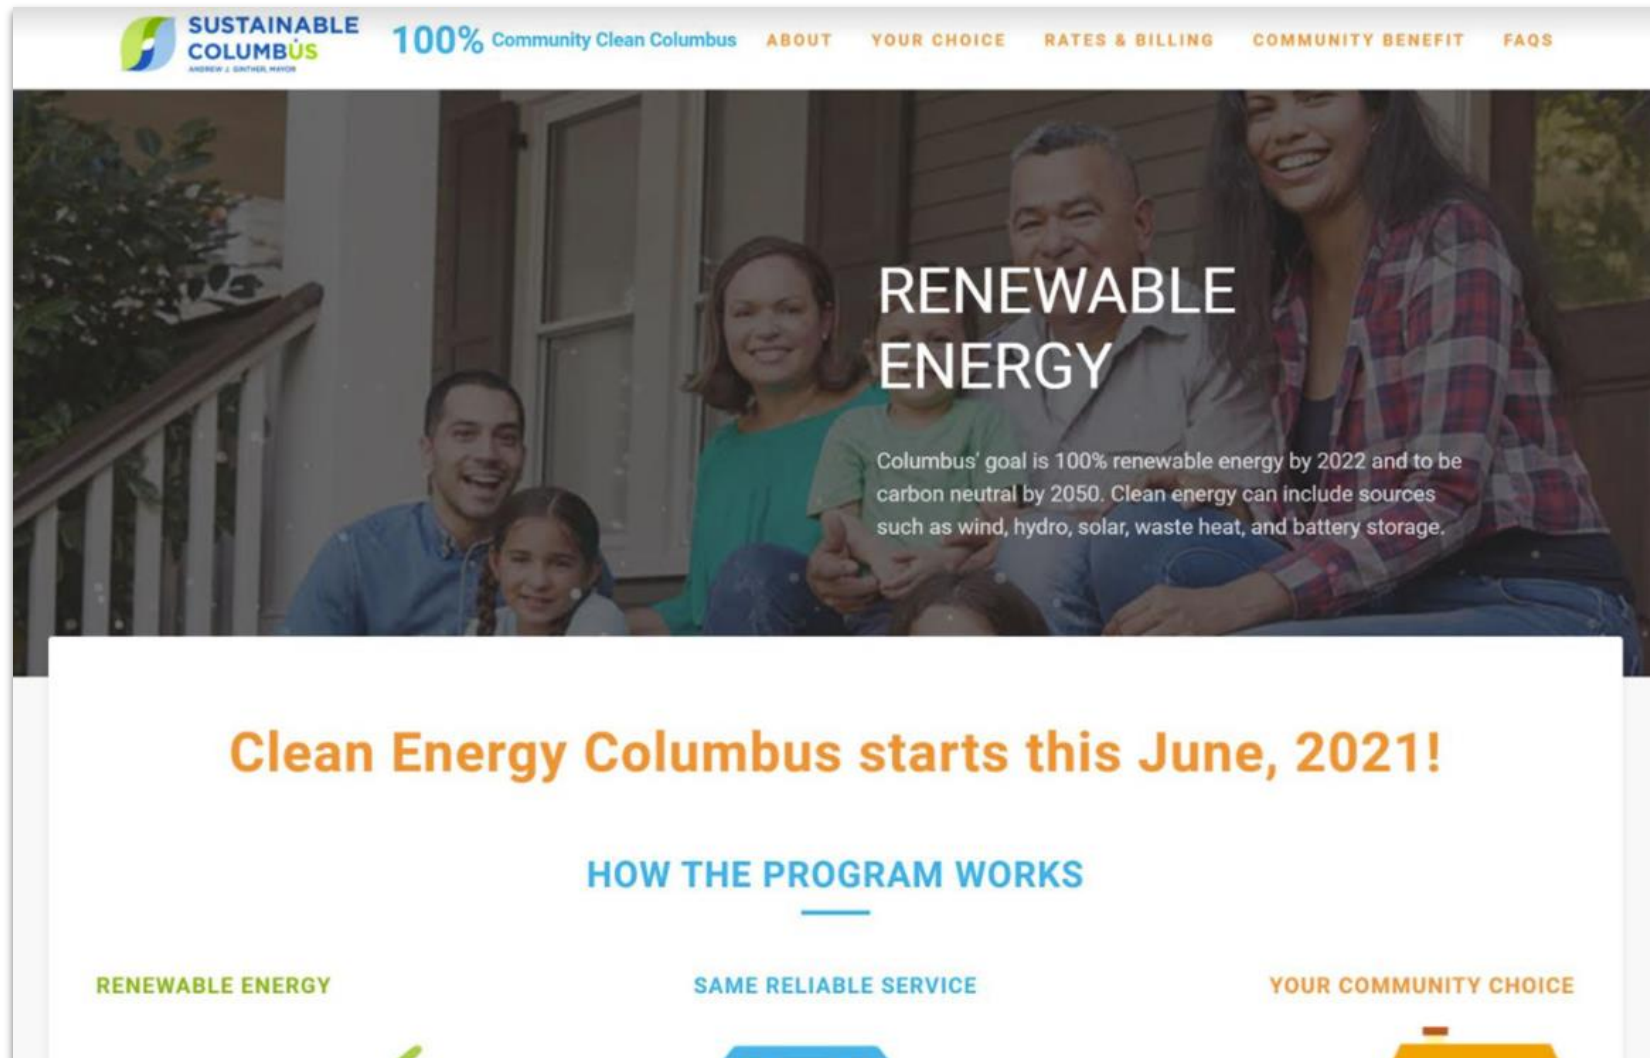 SUSTAINABLE
COLUMBUS
ANDREW J. GINTHER, MAYOR
100% Community Clean Columbus
ABOUT
YOUR CHOICE
RATES & BILLING
COMMUNITY BENEFIT
FAQS
RENEWABLE
ENERGY
Columbus' goal is 100% renewable energy by 2022 and to be
carbon neutral by 2050. Clean energy can include sources
such as wind, hydro, solar, waste heat, and battery storage.
Clean Energy Columbus starts this June, 2021!
HOW THE PROGRAM WORKS
RENEWABLE ENERGY
SAME RELIABLE SERVICE
YOUR COMMUNITY CHOICE